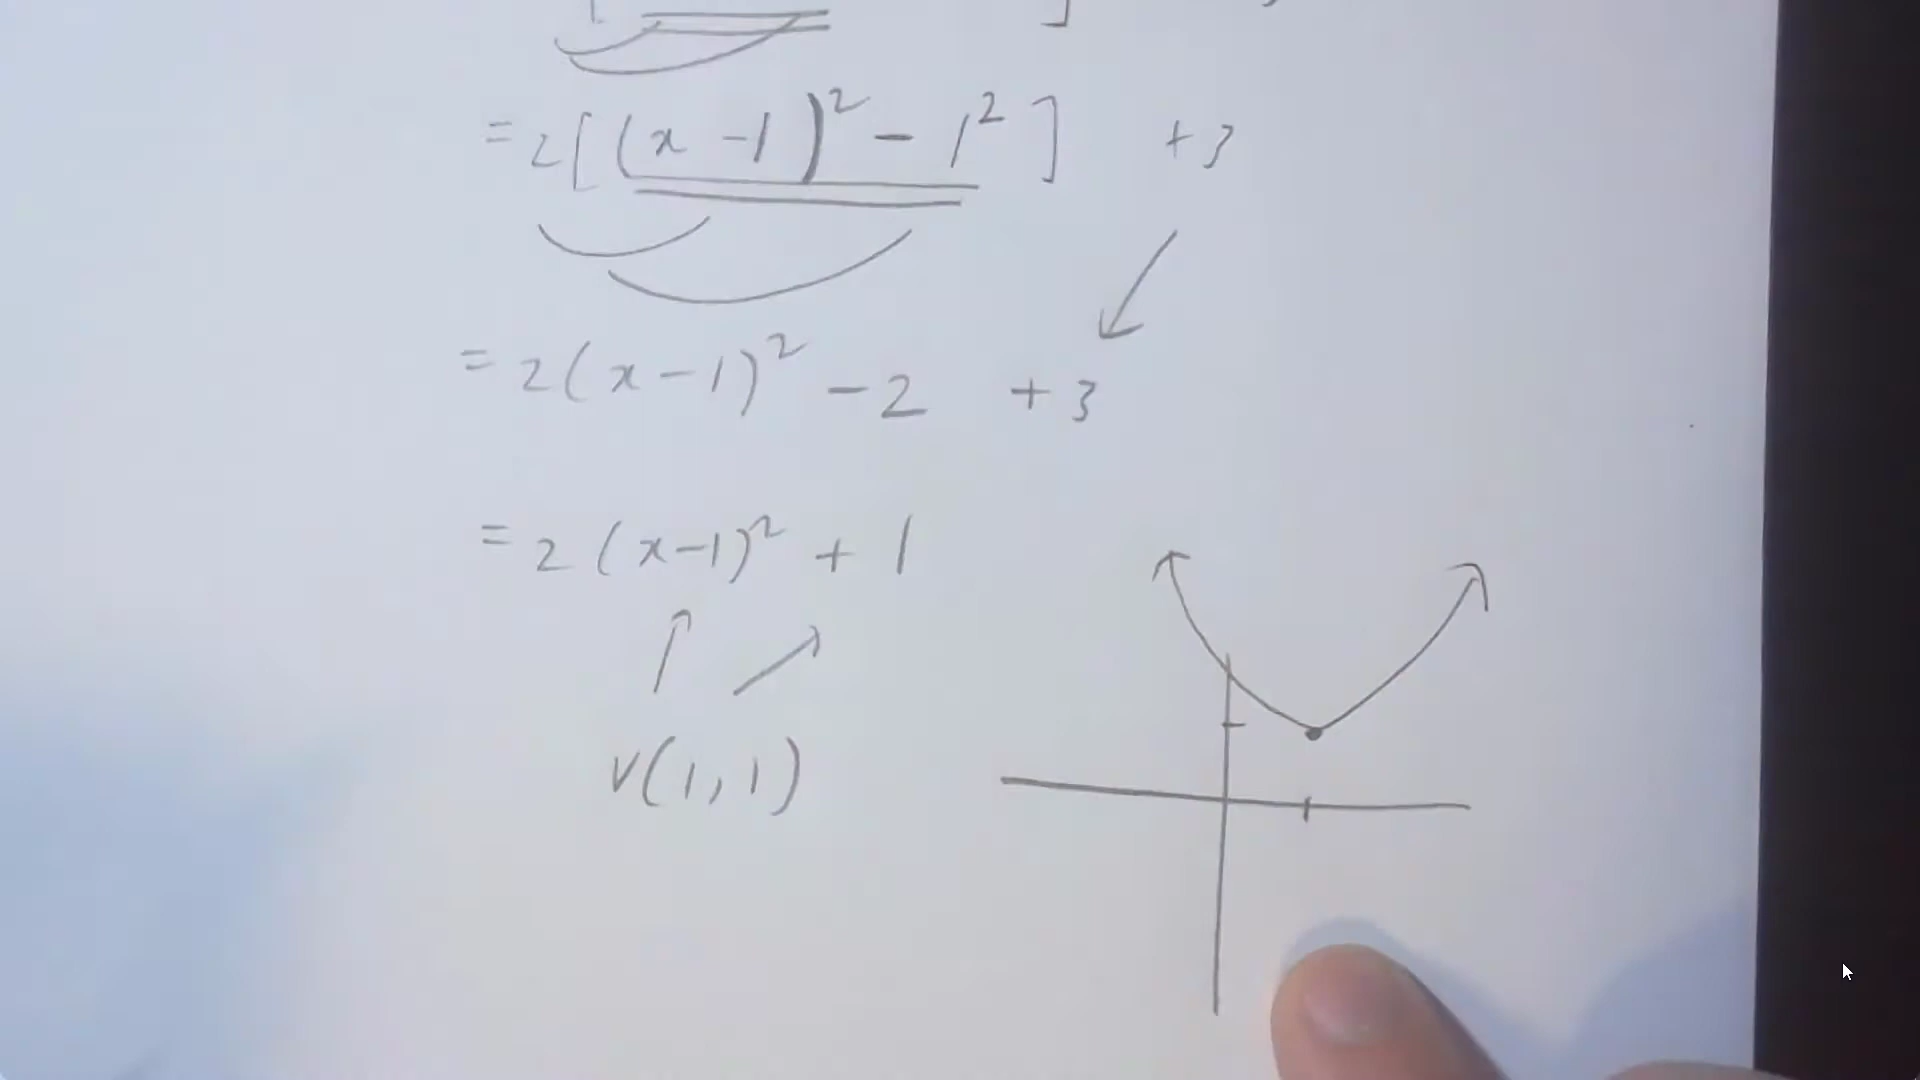 = 2[(x -1)² - 1²] +3
= 2(x-1)² - 2 +3
= 2(x-1)² + 1
V(1,1)